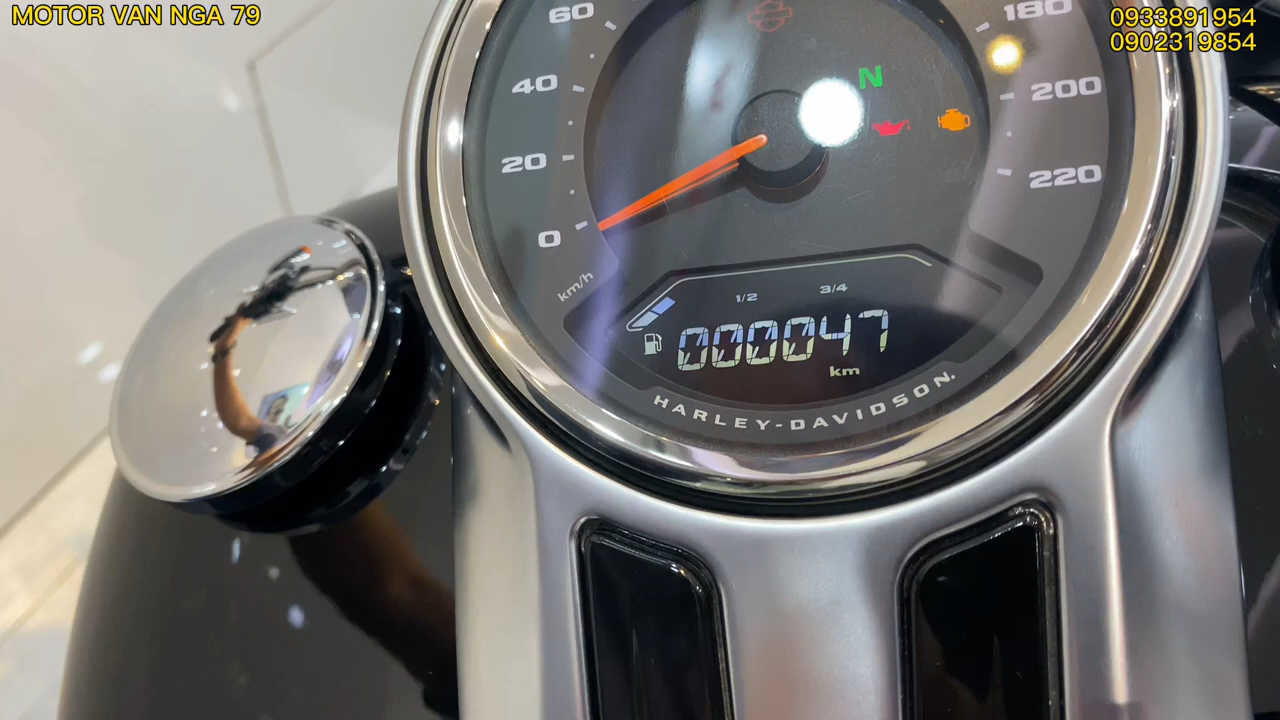 MOTOR VAN NGA 79
0933891954
0902319854
60
180
40
N
200
20
220
0
km/h
1/2 3/4
000047
km
HARLEY-DAVIDSON